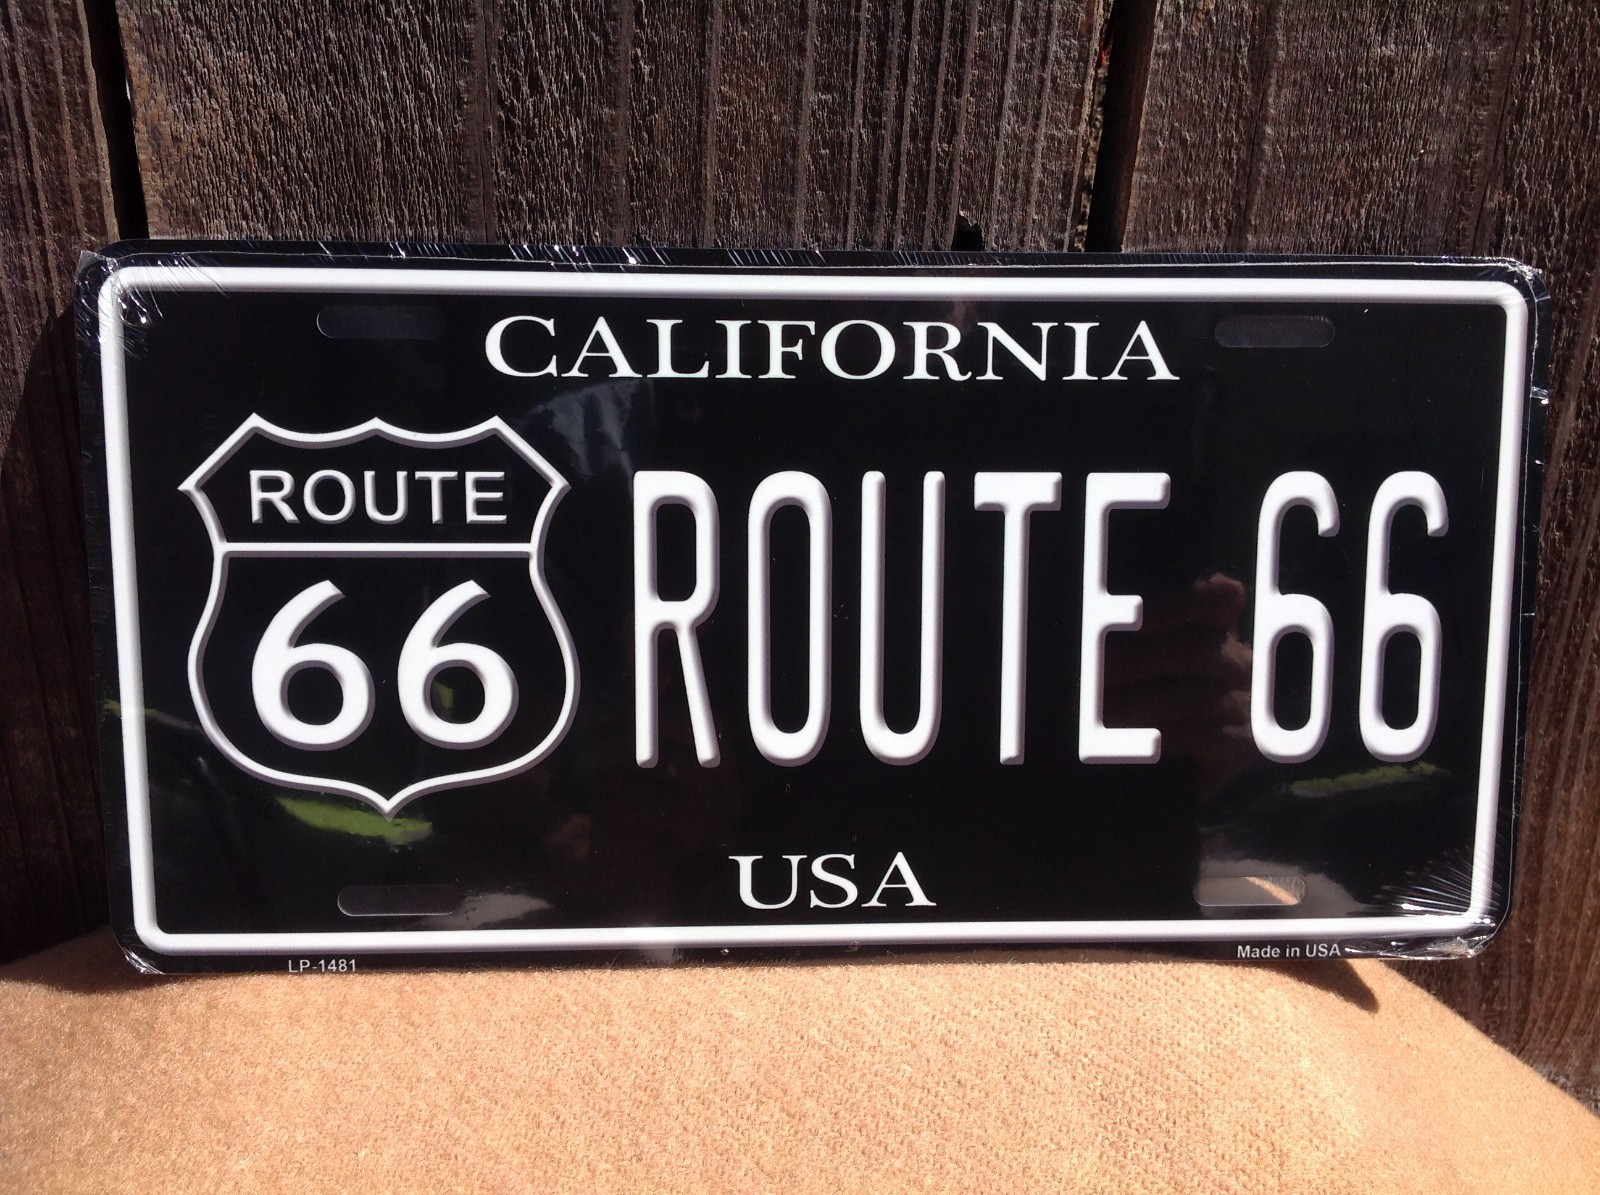 CALIFORNIA
ROUTE
66
ROUTE 66
USA
LP-1481
Made in USA